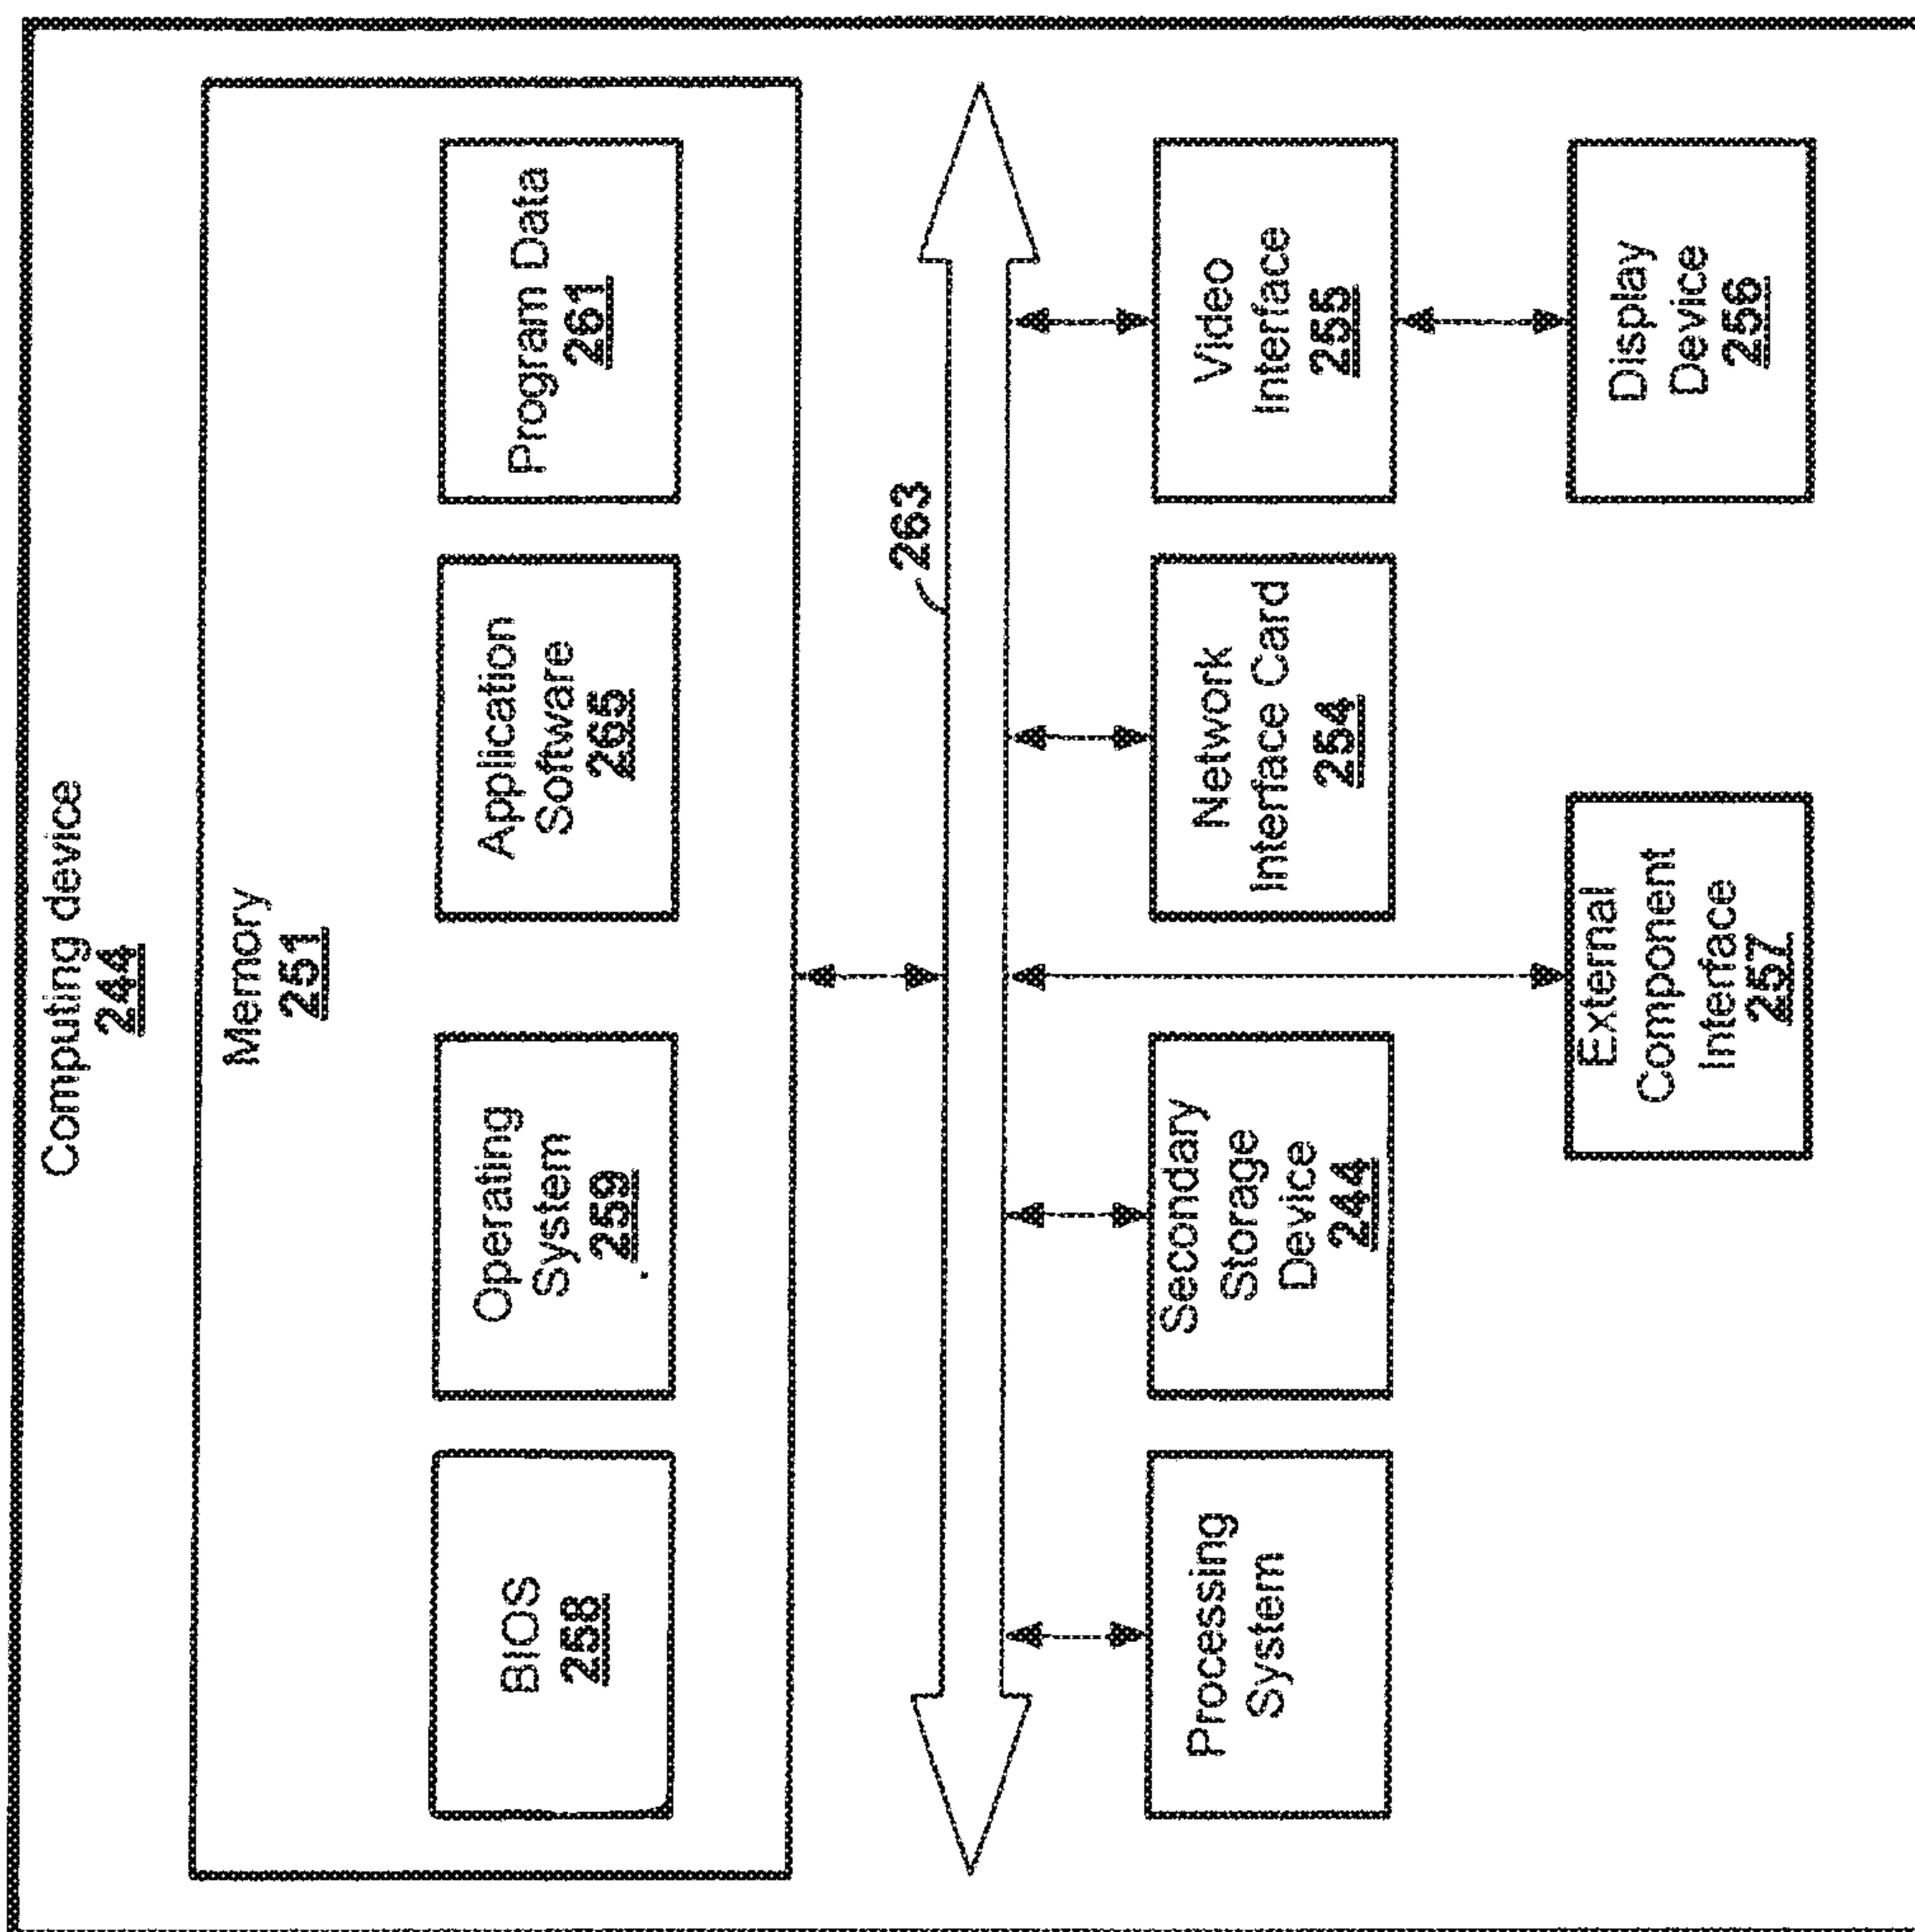 Computing device
244
Memory
251
BIOS
258
Operating
System
259
Application
Software
265
Program Data
261
263
Processing
System
Secondary
Storage
Device
244
Network
Interface Card
254
Video
Interface
255
External
Component
Interface
257
Display
Device
256